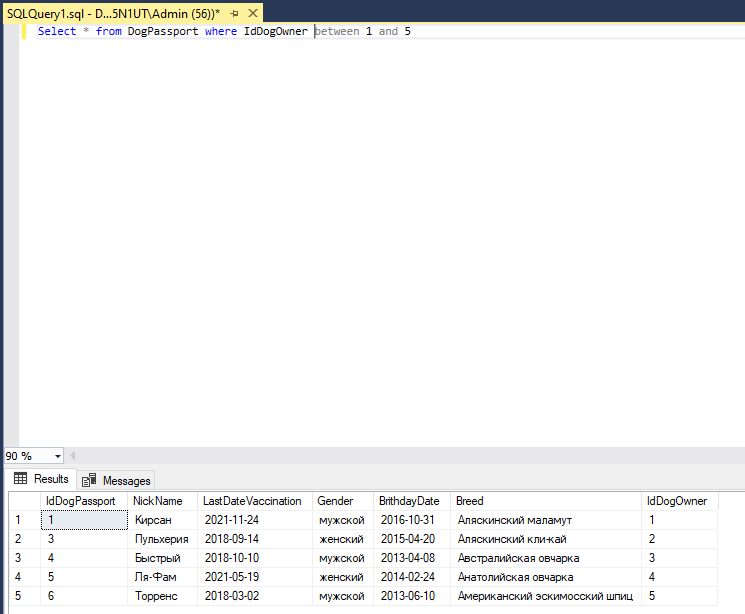 SQLQuery1.sql - D...5N1UT\Admin (56))*
Select * from DogPassport where IdDogOwner between 1 and 5
90 %
Results Messages
IdDogPassport NickName LastDateVaccination Gender BrithdayDate Breed IdDogOwner
1 1 Кирсан 2021-11-24 мужской 2016-10-31 Аляскинский маламут 1
2 3 Пульхерия 2018-09-14 женский 2015-04-20 Аляскинский кли-кай 2
3 4 Быстрый 2018-10-10 мужской 2013-04-08 Австралийская овчарка 3
4 5 Ля-Фам 2021-05-19 женский 2014-02-24 Анатолийская овчарка 4
5 6 Торренс 2018-03-02 мужской 2013-06-10 Американский эскимосский шпиц 5